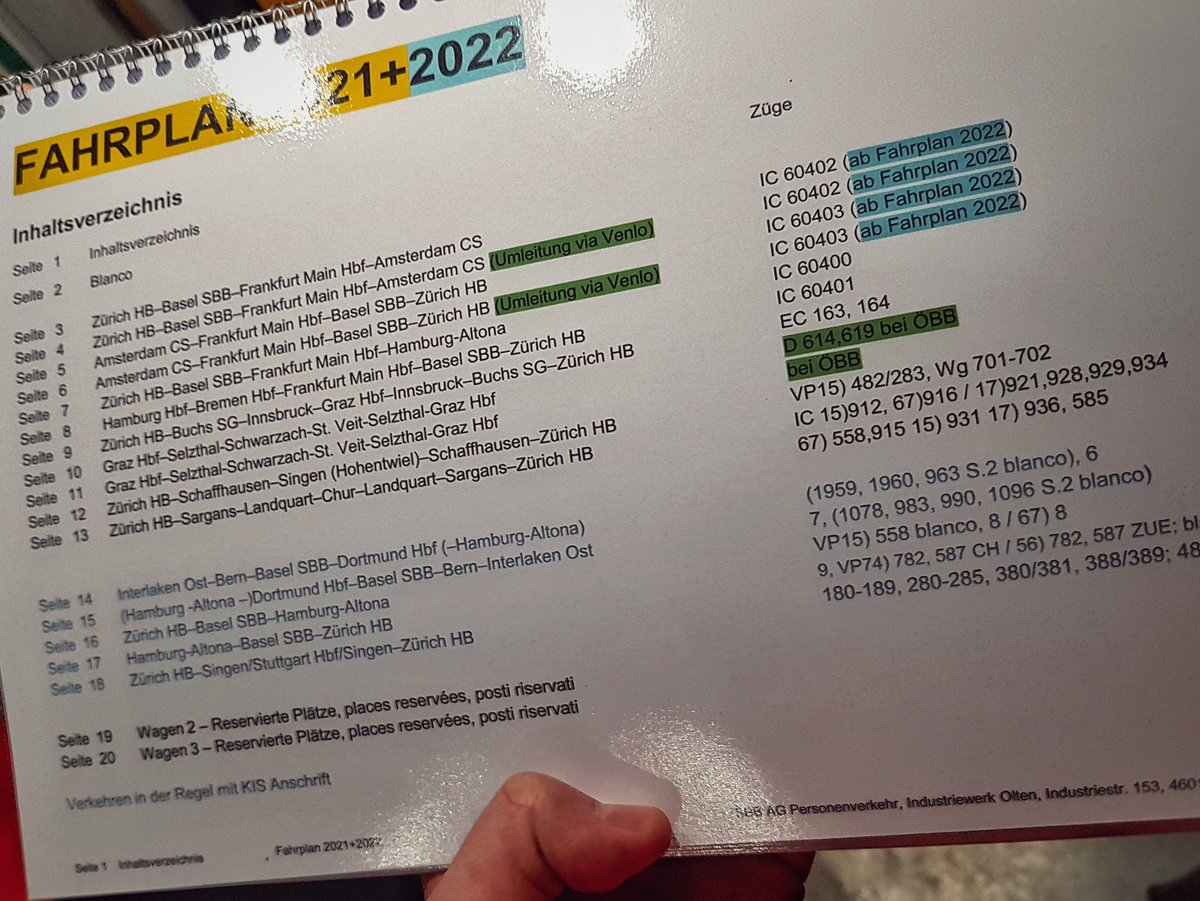 FAHRPLAN 21+2022
Inhaltsverzeichnis
Züge
Seite 1 Inhaltsverzeichnis
Seite 2 Blanco
Seite 3 Zürich HB–Basel SBB–Frankfurt Main Hbf–Amsterdam CS IC 60402 (ab Fahrplan 2022)
Seite 4 Zürich HB–Basel SBB–Frankfurt Main Hbf–Amsterdam CS (Umleitung via Venlo) IC 60402 (ab Fahrplan 2022)
Seite 5 Amsterdam CS–Frankfurt Main Hbf–Basel SBB–Zürich HB IC 60403 (ab Fahrplan 2022)
Seite 6 Amsterdam CS–Frankfurt Main Hbf–Basel SBB–Zürich HB (Umleitung via Venlo) IC 60403 (ab Fahrplan 2022)
Seite 7 Zürich HB–Basel SBB–Frankfurt Main Hbf–Hamburg-Altona IC 60400
Seite 8 Hamburg Hbf–Bremen Hbf–Frankfurt Main Hbf–Basel SBB–Zürich HB IC 60401
Seite 9 Zürich HB–Buchs SG–Innsbruck–Graz Hbf–Innsbruck–Buchs SG–Zürich HB EC 163, 164
Seite 10 Graz Hbf–Selzthal-Schwarzach-St. Veit-Selzthal-Graz Hbf D 614,619 bei ÖBB
Seite 11 Graz Hbf–Selzthal-Schwarzach-St. Veit-Selzthal-Graz Hbf bei ÖBB
Seite 12 Zürich HB–Schaffhausen–Singen (Hohentwiel)–Schaffhausen–Zürich HB VP15) 482/283, Wg 701-702
Seite 13 Zürich HB–Sargans–Landquart–Chur–Landquart–Sargans–Zürich HB IC 15)912, 67)916 / 17)921,928,929,934
67) 558,915 15) 931 17) 936, 585
Seite 14 Interlaken Ost–Bern–Basel SBB–Dortmund Hbf (–Hamburg-Altona) (1959, 1960, 963 S.2 blanco), 6
Seite 15 (Hamburg -Altona –)Dortmund Hbf–Basel SBB–Bern–Interlaken Ost 7, (1078, 983, 990, 1096 S.2 blanco)
Seite 16 Zürich HB–Basel SBB–Hamburg-Altona VP15) 558 blanco, 8 / 67) 8
Seite 17 Hamburg-Altona–Basel SBB–Zürich HB 9, VP74) 782, 587 CH / 56) 782, 587 ZUE; bl
Seite 18 Zürich HB–Singen/Stuttgart Hbf/Singen–Zürich HB 180-189, 280-285, 380/381, 388/389; 48
Seite 19 Wagen 2 – Reservierte Plätze, places reservées, posti riservati
Seite 20 Wagen 3 – Reservierte Plätze, places reservées, posti riservati
Verkehren in der Regel mit KIS Anschrift
SBB AG Personenverkehr, Industriewerk Olten, Industriestr. 153, 460
Seite 1 Inhaltsverzeichnis , Fahrplan 2021+2022